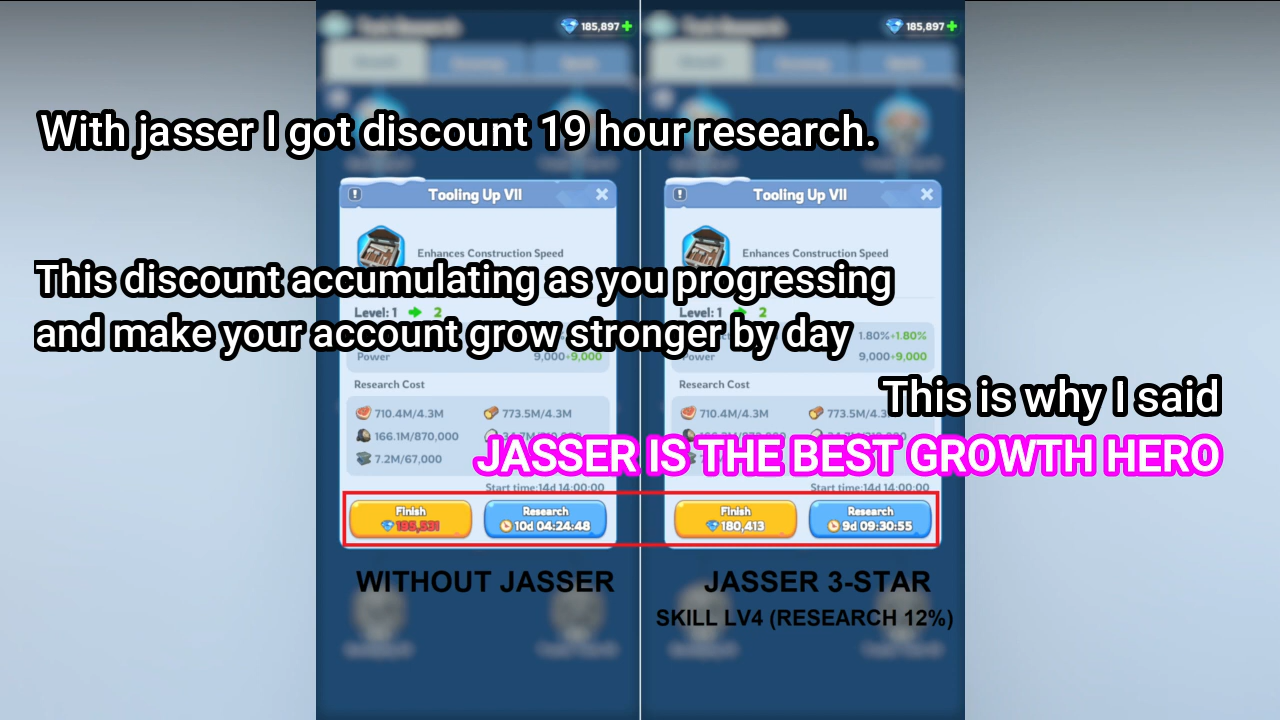 185,897
185,897
With jasser I got discount 19 hour research.
Tooling Up VII
Tooling Up VII
Enhances Construction Speed
Enhances Construction Speed
This discount accumulating as you progressing
and make your account grow stronger by day
Level: 1 2
Level: 1 2
1.80%+1.80%
Power 9,000+9,000
9,000+9,000
Research Cost
Research Cost
This is why I said
710.4M/4.3M 773.5M/4.3M
710.4M/4.3M 773.5M/4.3M
166.1M/870,000
JASSER IS THE BEST GROWTH HERO
7.2M/67,000
Start time:14d 14:00:00
Start time:14d 14:00:00
Finish Research
10d 04:24:48
Finish Research
180,413 9d 09:30:55
WITHOUT JASSER
JASSER 3-STAR
SKILL LV4 (RESEARCH 12%)